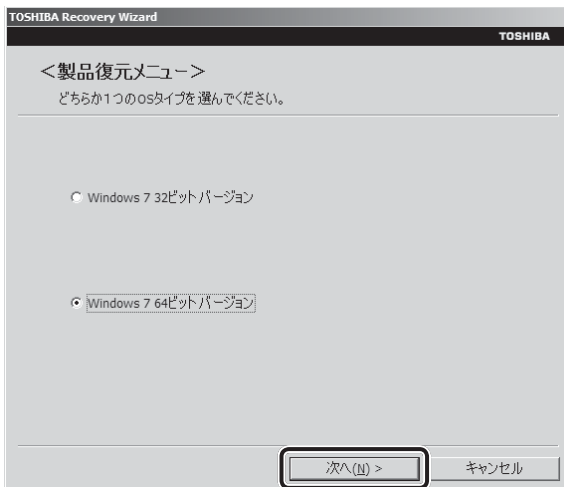 TOSHIBA Recovery Wizard
TOSHIBA
＜製品復元メニュー＞
どちらか1つのOSタイプを選んでください。
Windows 7 32ビットバージョン
Windows 7 64ビットバージョン
次へ(N) >
キャンセル